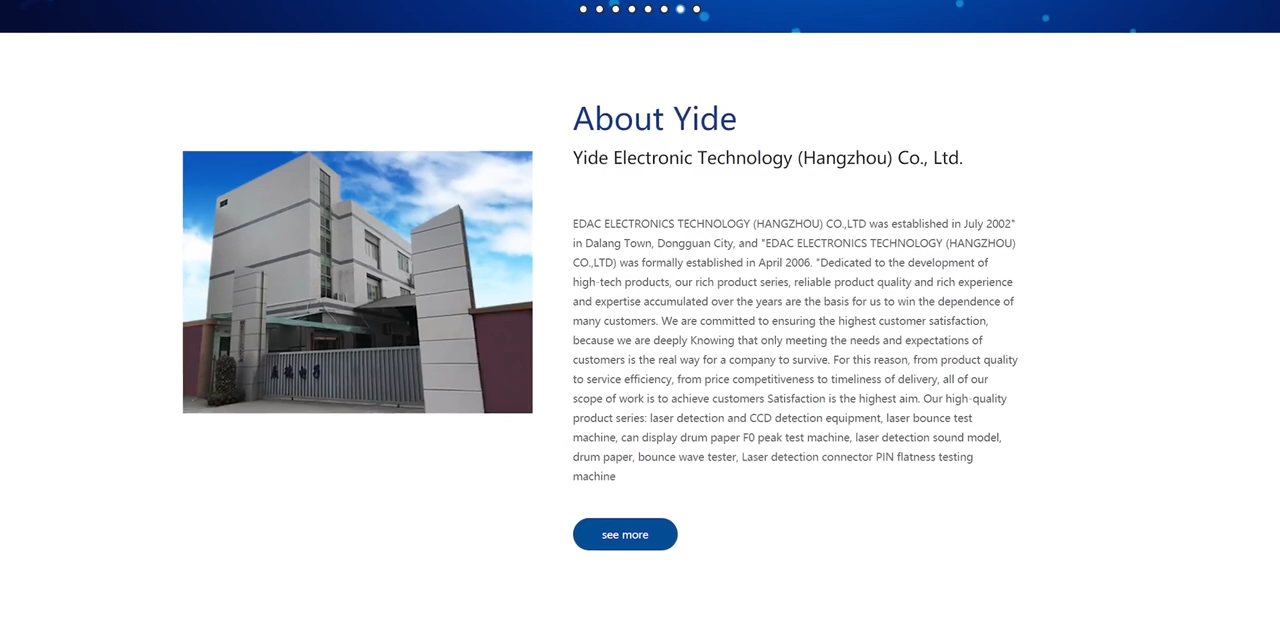 About Yide
Yide Electronic Technology (Hangzhou) Co., Ltd.
EDAC ELECTRONICS TECHNOLOGY (HANGZHOU) CO.,LTD was established in July 2002"
in Dalang Town, Dongguan City, and "EDAC ELECTRONICS TECHNOLOGY (HANGZHOU)
CO.,LTD) was formally established in April 2006. "Dedicated to the development of
high-tech products, our rich product series, reliable product quality and rich experience
and expertise accumulated over the years are the basis for us to win the dependence of
many customers. We are committed to ensuring the highest customer satisfaction,
because we are deeply Knowing that only meeting the needs and expectations of
customers is the real way for a company to survive. For this reason, from product quality
to service efficiency, from price competitiveness to timeliness of delivery, all of our
scope of work is to achieve customers Satisfaction is the highest aim. Our high-quality
product series: laser detection and CCD detection equipment, laser bounce test
machine, can display drum paper F0 peak test machine, laser detection sound model,
drum paper, bounce wave tester, Laser detection connector PIN flatness testing
machine
see more